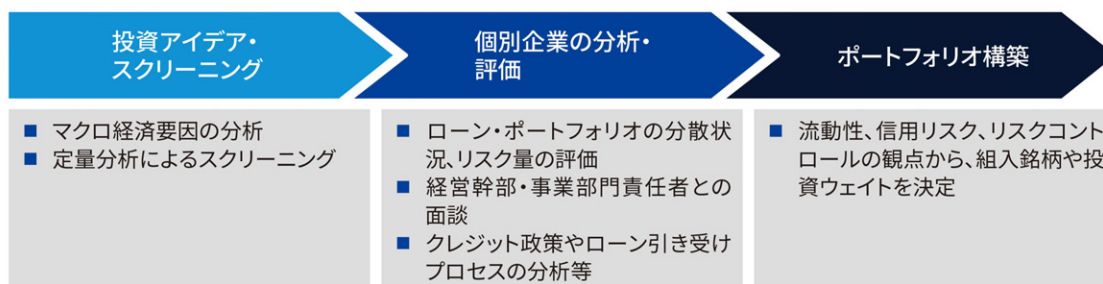 投資アイデア・
スクリーニング
個別企業の分析・
評価
ポートフォリオ構築
■ マクロ経済要因の分析
■ 定量分析によるスクリーニング
■ ローン・ポートフォリオの分散状
況、リスク量の評価
■ 経営幹部・事業部門責任者との
面談
■ クレジット政策やローン引き受け
プロセスの分析等
■ 流動性、信用リスク、リスクコント
ロールの観点から、組入銘柄や投
資ウェイトを決定